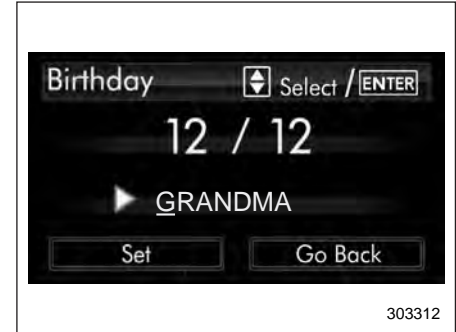 Birthday Select / ENTER
12 / 12
GRANDMA
Set Go Back
303312